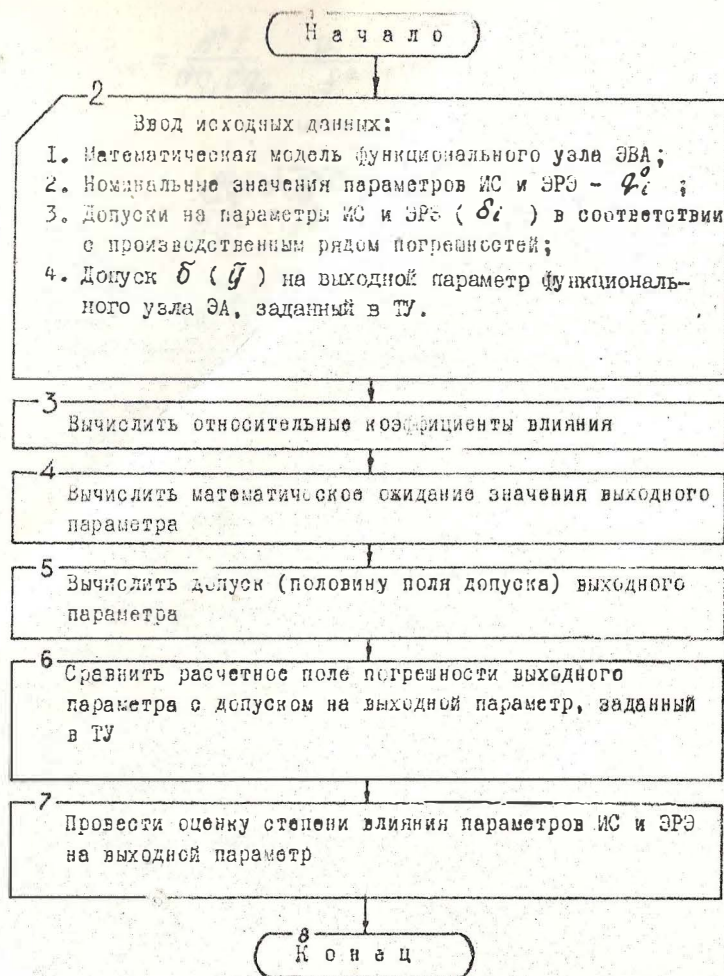 1
Начало
2
Ввод исходных данных:
1. Математическая модель функционального узла ЭВА;
2. Номинальные значения параметров ИС и ЭРЭ - q_i^0 ;
3. Допуски на параметры ИС и ЭРЭ ( δi ) в соответствии
с производственным рядом погрешностей;
4. Допуск δ ( ȳ ) на выходной параметр функциональ-
ного узла ЭА, заданный в ТУ.
3
Вычислить относительные коэффициенты влияния
4
Вычислить математическое ожидание значения выходного
параметра
5
Вычислить допуск (половину поля допуска) выходного
параметра
6
Сравнить расчетное поле погрешности выходного
параметра с допуском на выходной параметр, заданный
в ТУ
7
Провести оценку степени влияния параметров ИС и ЭРЭ
на выходной параметр
8
Конец